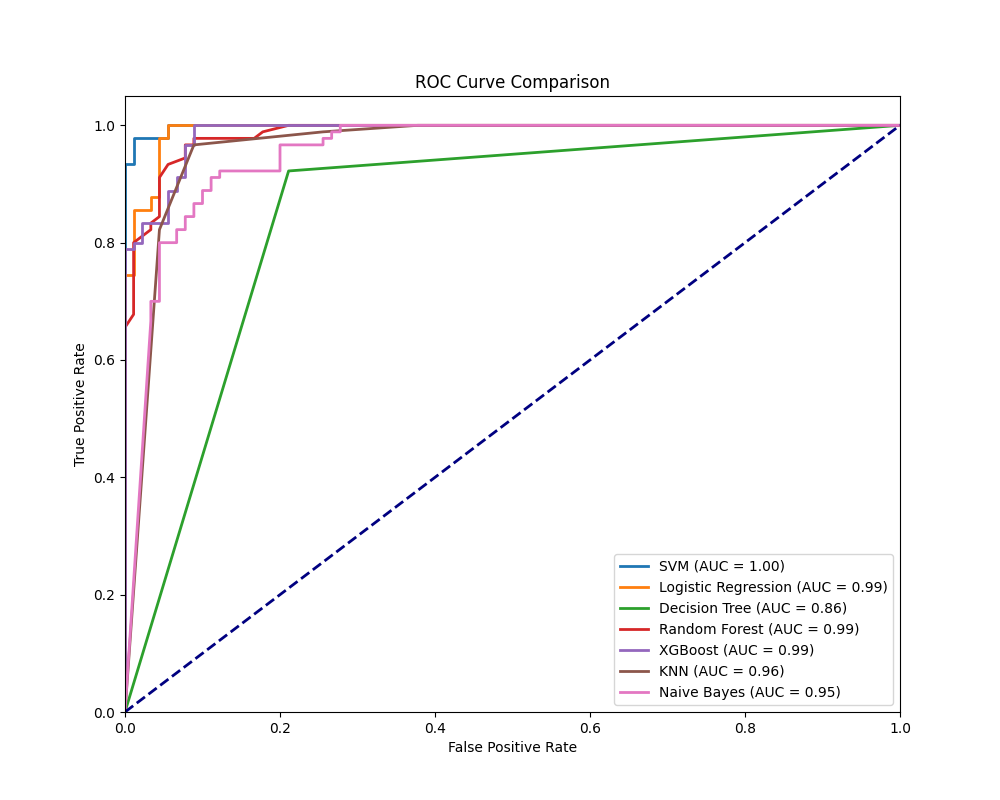 ROC Curve Comparison
True Positive Rate
1.0
0.8
0.6
0.4
0.2
0.0
0.0 0.2 0.4 0.6 0.8 1.0
False Positive Rate
SVM (AUC = 1.00)
Logistic Regression (AUC = 0.99)
Decision Tree (AUC = 0.86)
Random Forest (AUC = 0.99)
XGBoost (AUC = 0.99)
KNN (AUC = 0.96)
Naive Bayes (AUC = 0.95)